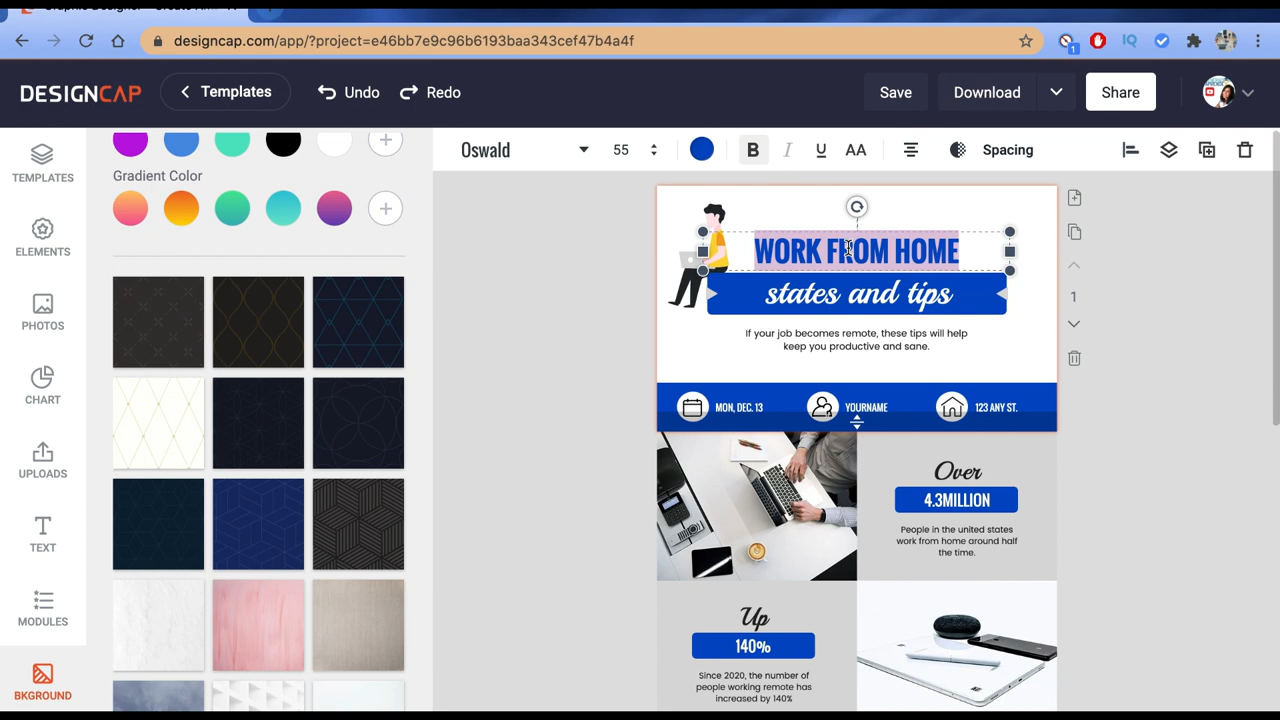 designcap.com/app/?project=e46bb7e9c96b6193baa343cef47b4a4f
1
DESIGNCAP
Templates
Undo
Redo
Save
Download
Share
TEMPLATES
ELEMENTS
PHOTOS
CHART
UPLOADS
TEXT
MODULES
BKGROUND
Gradient Color
Oswald
55
B
I
U
AA
Spacing
WORK FROM HOME
states and tips
If your job becomes remote, these tips will help
keep you productive and sane.
MON, DEC. 13
YOURNAME
123 ANY ST.
1
Over
4.3MILLION
People in the united states
work from home around half
the time.
Up
140%
Since 2020, the number of
people working remote has
increased by 140%